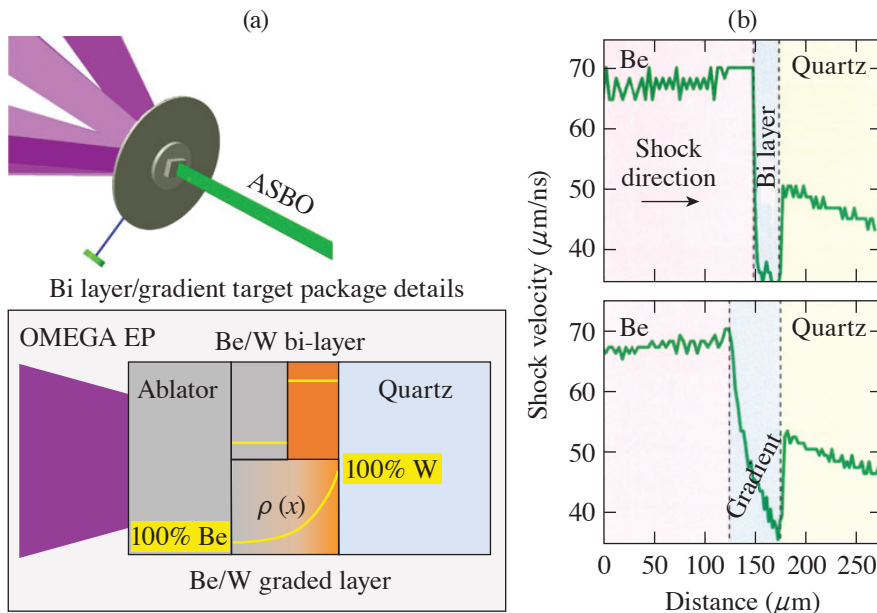 (a)
ASBO
Bi layer/gradient target package details
OMEGA EP
Be/W bi-layer
Ablator
Quartz
100% W
ρ (x)
100% Be
Be/W graded layer
(b)
Be
Quartz
70
60
50
40
Shock
direction
Bi layer
Shock velocity (μm/ns)
Be
Quartz
70
60
50
40
Gradient
0 50 100 150 200 250
Distance (μm)